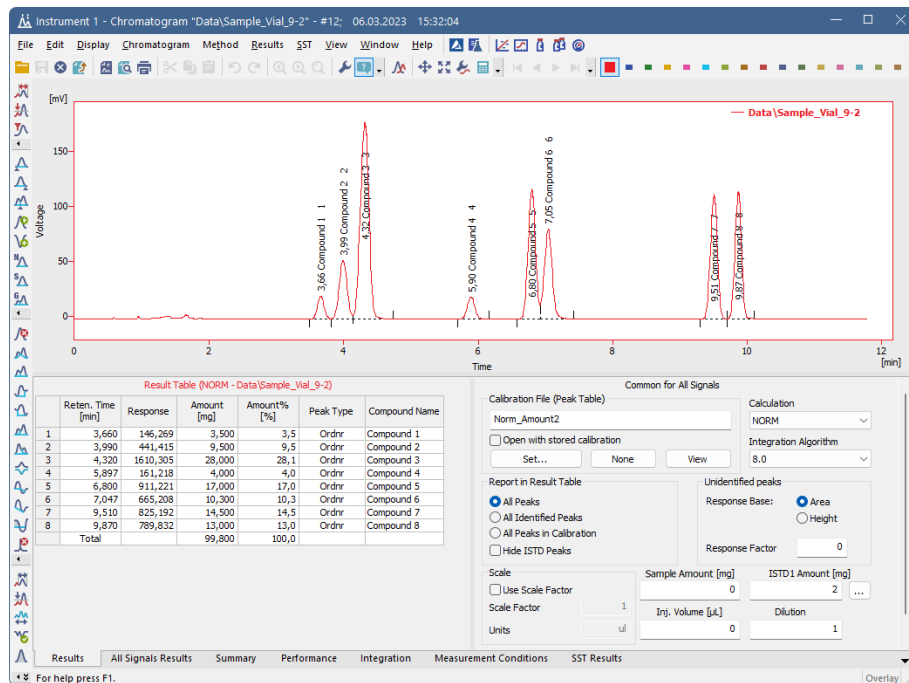 Instrument 1 - Chromatogram "Data\Sample_Vial_9-2" - #12; 06.03.2023 15:32:04
File Edit Display Chromatogram Method Results SST View Window Help
[mV]
Data\Sample_Vial_9-2
150
100
50
0
Voltage
3,66 Compound 1 1
3,99 Compound 2 2
4,32 Compound 3 3
5,90 Compound 4 4
6,80 Compound 5 5
7,05 Compound 6 6
9,51 Compound 7 7
9,87 Compound 8 8
0 2 4 6 8 10 12
Time [min]
Result Table (NORM - Data\Sample_Vial_9-2)
Reten. Time [min] Response Amount [mg] Amount% [%] Peak Type Compound Name
1 3,660 146,269 3,500 3,5 Ordnr Compound 1
2 3,990 441,415 9,500 9,5 Ordnr Compound 2
3 4,320 1610,305 28,000 28,1 Ordnr Compound 3
4 5,897 161,218 4,000 4,0 Ordnr Compound 4
5 6,800 911,221 17,000 17,0 Ordnr Compound 5
6 7,047 665,208 10,300 10,3 Ordnr Compound 6
7 9,510 825,192 14,500 14,5 Ordnr Compound 7
8 9,870 789,832 13,000 13,0 Ordnr Compound 8
Total 99,800 100,0
Common for All Signals
Calibration File (Peak Table)
Norm_Amount2
Open with stored calibration
Set... None View
Calculation
NORM
Integration Algorithm
8.0
Report in Result Table
All Peaks
All Identified Peaks
All Peaks in Calibration
Hide ISTD Peaks
Unidentified peaks
Response Base: Area
Height
Response Factor 0
Scale
Use Scale Factor
Scale Factor 1
Units ul
Sample Amount [mg] ISTD1 Amount [mg]
0 2 ...
Inj. Volume [µL] Dilution
0 1
Results All Signals Results Summary Performance Integration Measurement Conditions SST Results
For help press F1. Overlay